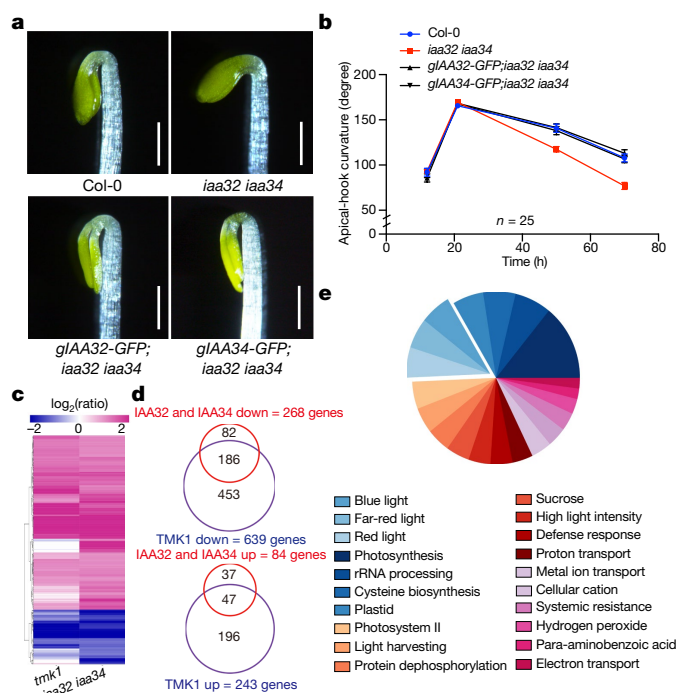 a
Col-0
iaa32 iaa34
gIAA32-GFP;
iaa32 iaa34
gIAA34-GFP;
iaa32 iaa34
b
Col-0
iaa32 iaa34
gIAA32-GFP;iaa32 iaa34
gIAA34-GFP;iaa32 iaa34
Apical-hook curvature (degree)
200
150
100
50
0
n = 25
0 20 40 60 80
Time (h)
c
log2(ratio)
−2 0 2
tmk1
iaa32 iaa34
d
IAA32 and IAA34 down = 268 genes
82
186
453
TMK1 down = 639 genes
IAA32 and IAA34 up = 84 genes
37
47
196
TMK1 up = 243 genes
e
Blue light
Far-red light
Red light
Photosynthesis
rRNA processing
Cysteine biosynthesis
Plastid
Photosystem II
Light harvesting
Protein dephosphorylation
Sucrose
High light intensity
Defense response
Proton transport
Metal ion transport
Cellular cation
Systemic resistance
Hydrogen peroxide
Para-aminobenzoic acid
Electron transport